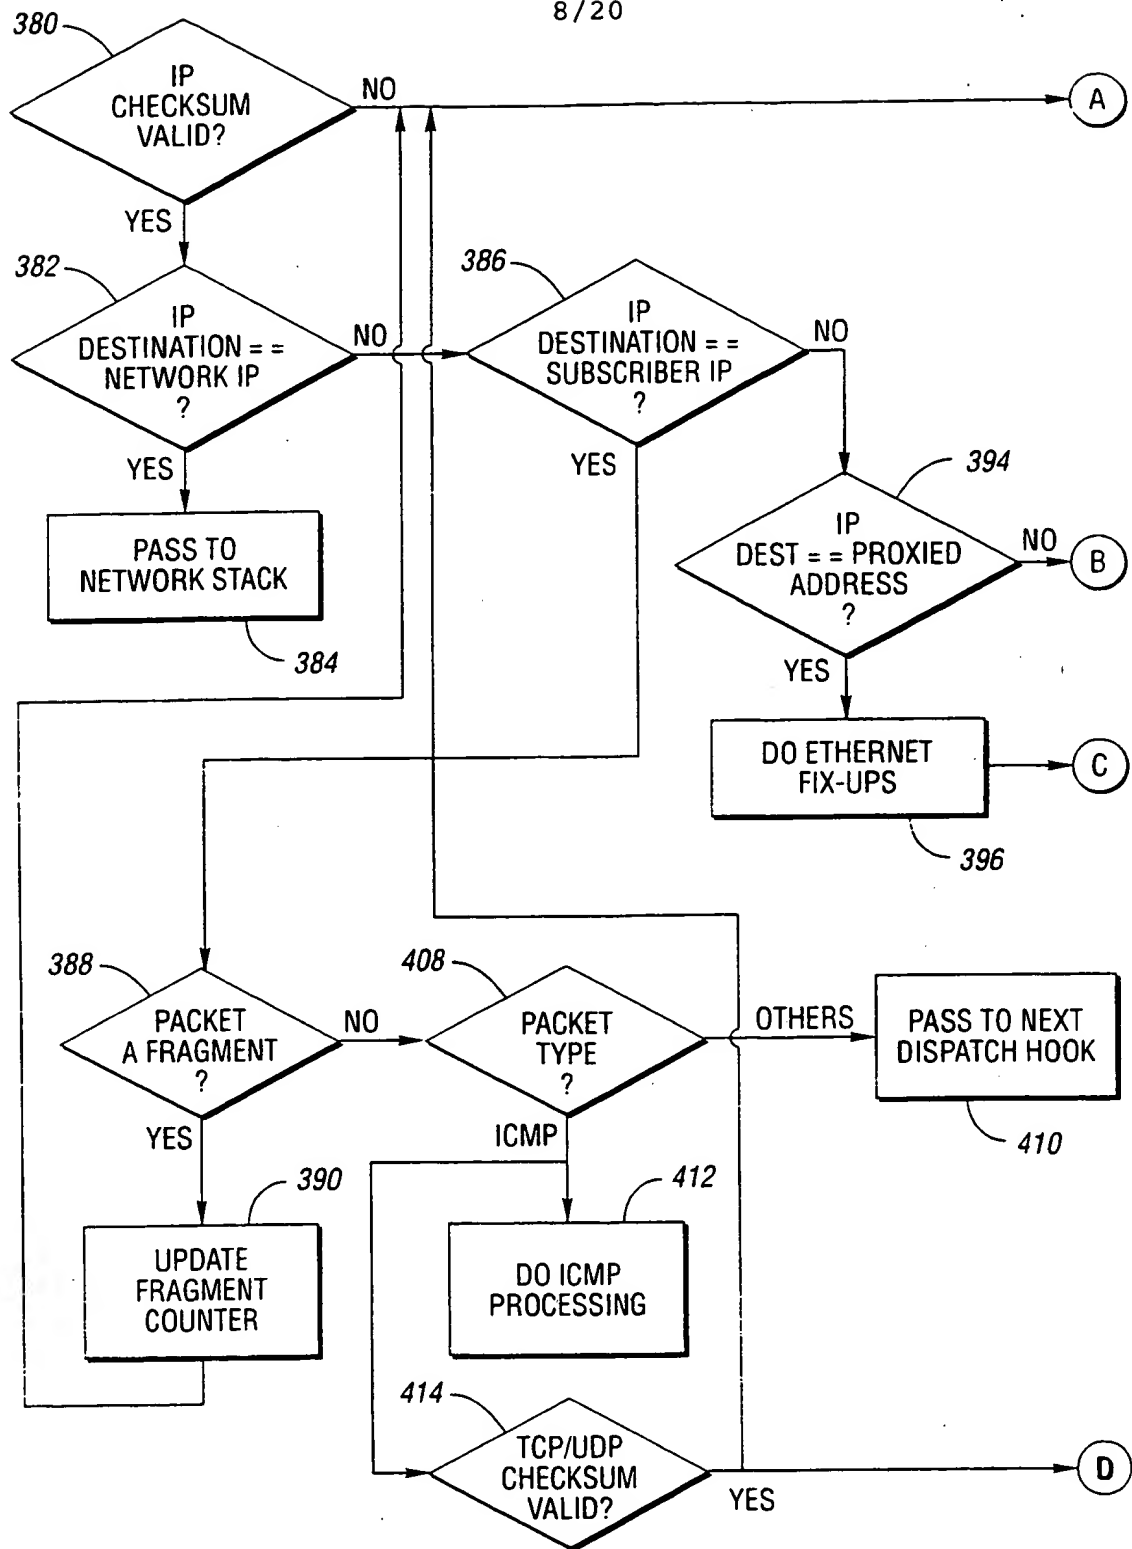 8/20
380
IP
CHECKSUM
VALID?
NO
A
YES
382
IP
DESTINATION ==
NETWORK IP
?
NO
386
IP
DESTINATION ==
SUBSCRIBER IP
?
NO
YES
PASS TO
NETWORK STACK
384
YES
394
IP
DEST == PROXIED
ADDRESS
?
NO
B
YES
DO ETHERNET
FIX-UPS
C
396
388
PACKET
A FRAGMENT
?
NO
408
PACKET
TYPE
?
OTHERS
PASS TO NEXT
DISPATCH HOOK
410
YES
ICMP
390
UPDATE
FRAGMENT
COUNTER
412
DO ICMP
PROCESSING
414
TCP/UDP
CHECKSUM
VALID?
YES
D